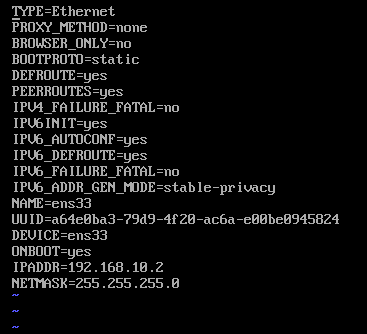 TYPE=Ethernet
PROXY_METHOD=none
BROWSER_ONLY=no
BOOTPROTO=static
DEFROUTE=yes
PEERROUTES=yes
IPV4_FAILURE_FATAL=no
IPV6INIT=yes
IPV6_AUTOCONF=yes
IPV6_DEFROUTE=yes
IPV6_FAILURE_FATAL=no
IPV6_ADDR_GEN_MODE=stable-privacy
NAME=ens33
UUID=a64e0ba3-79d9-4f20-ac6a-e00be0945824
DEVICE=ens33
ONBOOT=yes
IPADDR=192.168.10.2
NETMASK=255.255.255.0
~
~
~